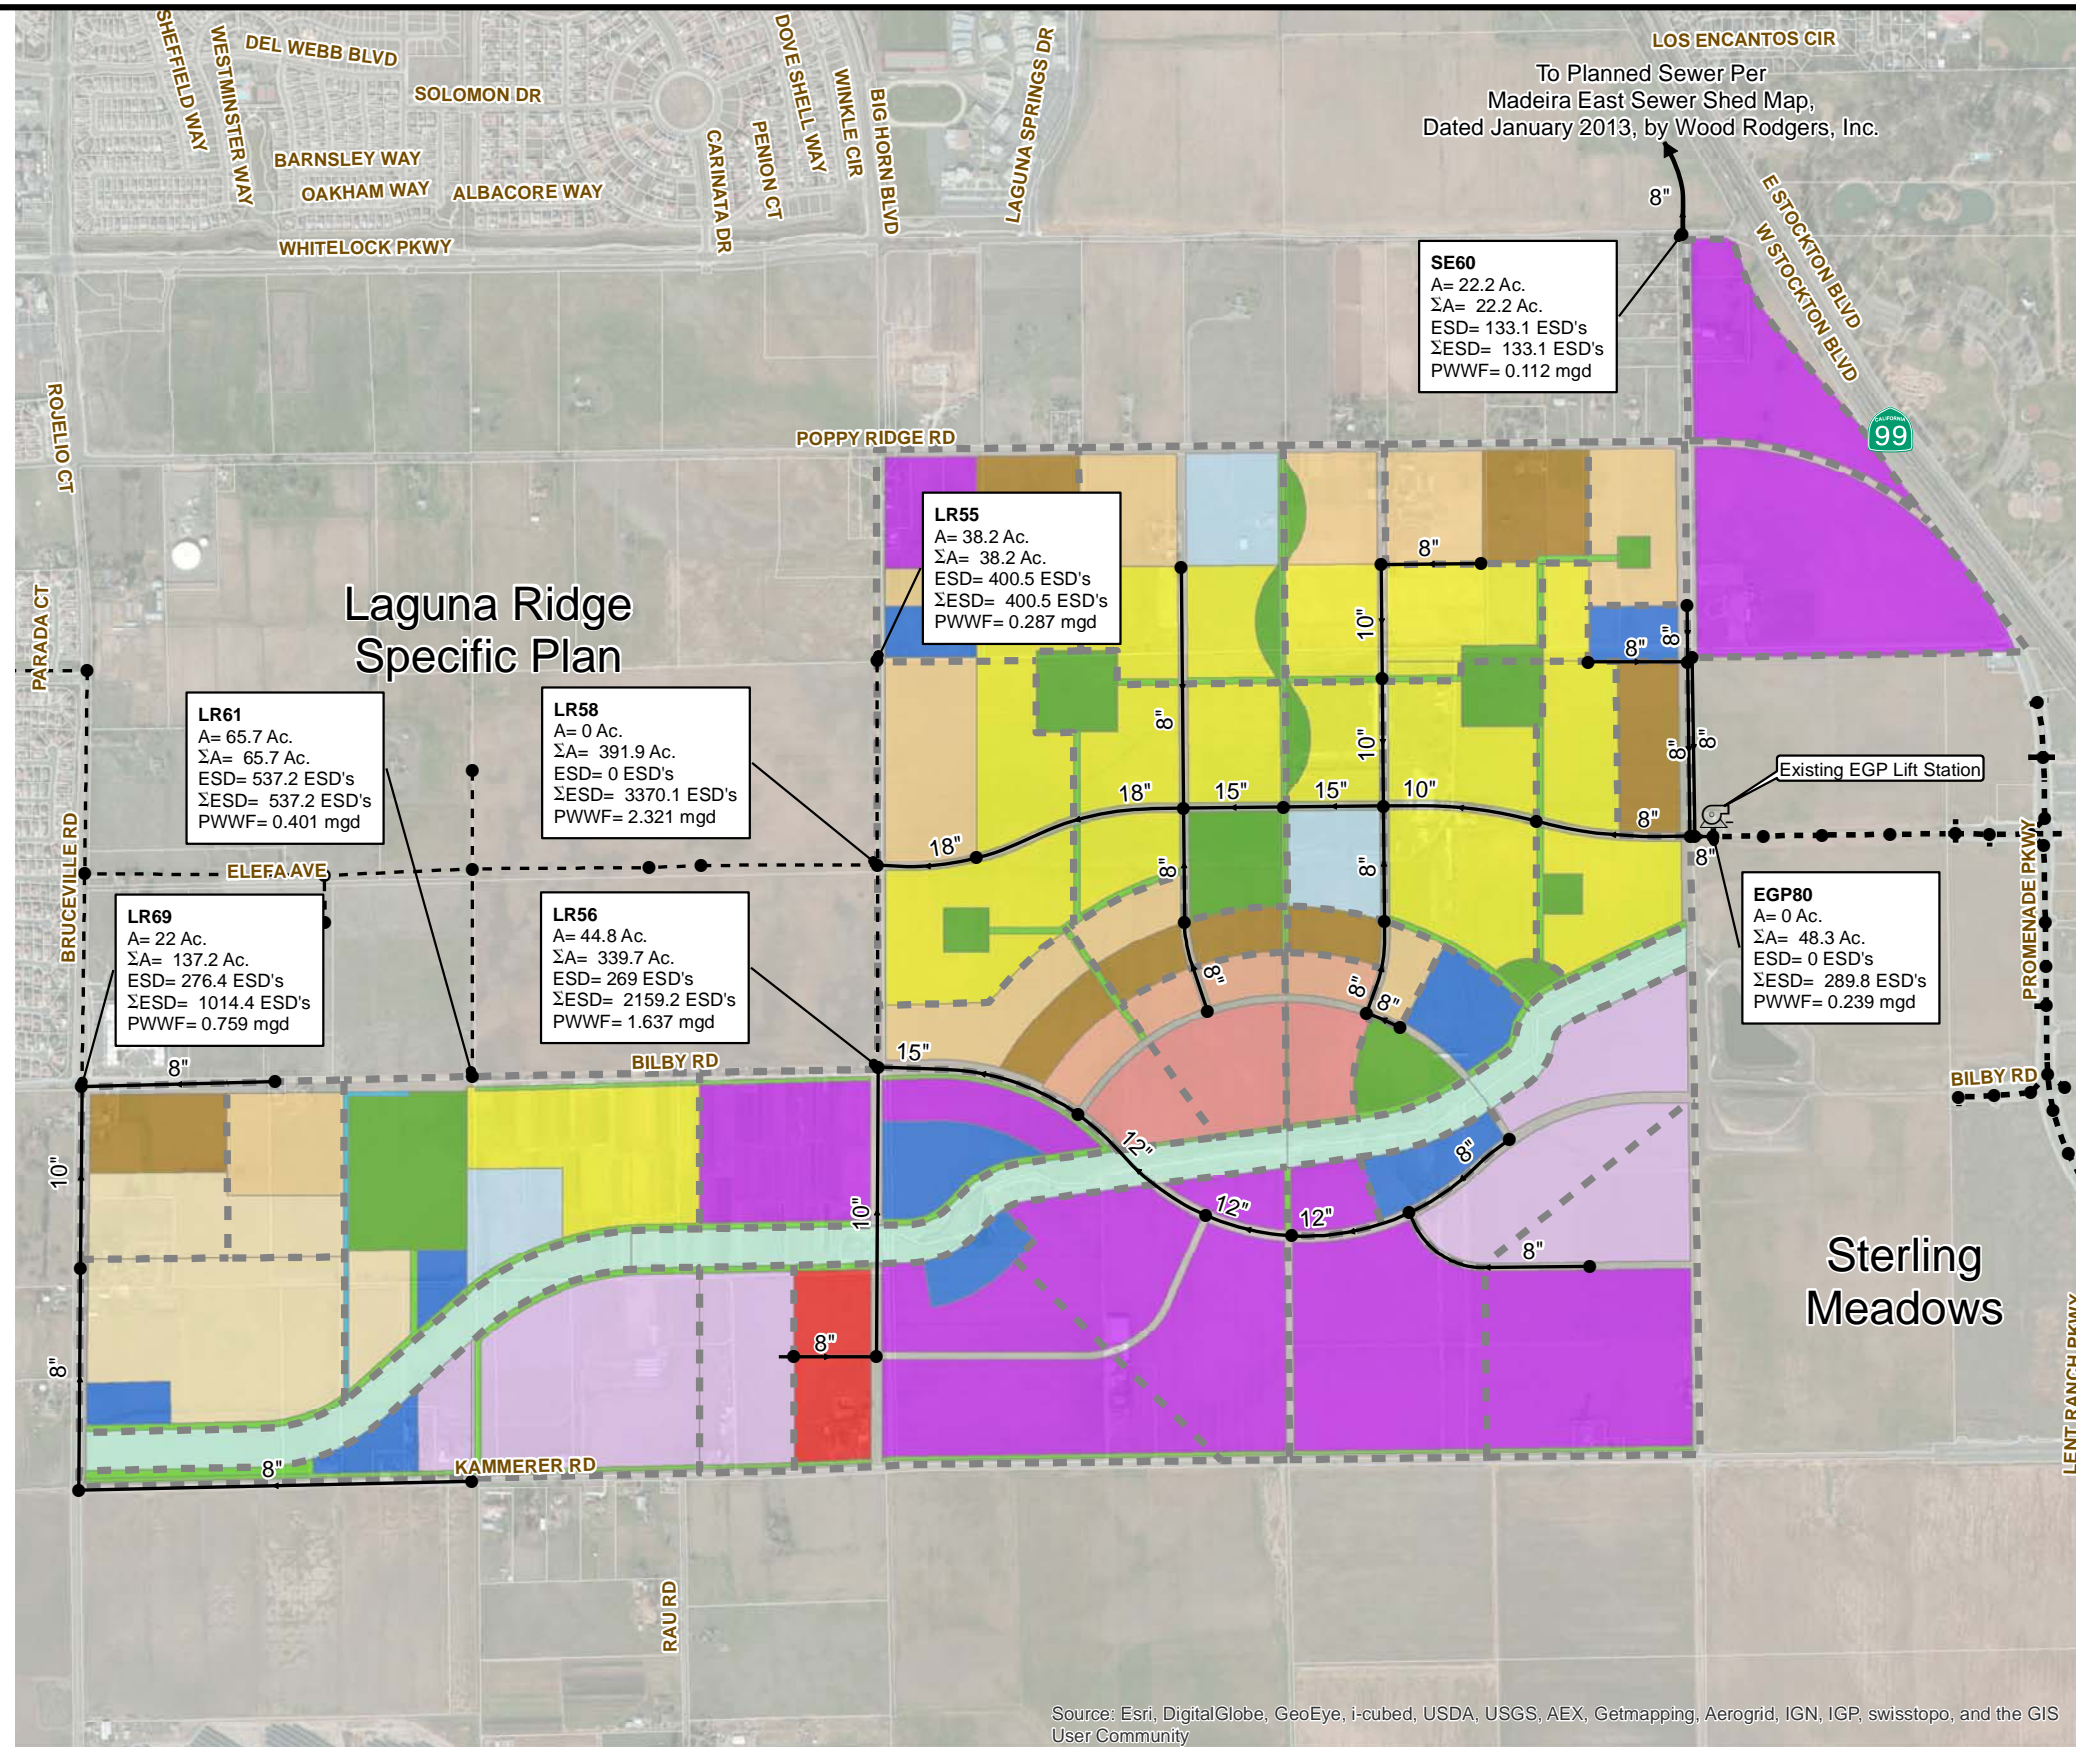 LOS ENCANTOS CIR
To Planned Sewer Per
Madeira East Sewer Shed Map,
Dated January 2013, by Wood Rodgers, Inc.
SHEFFIELD WAY
WESTMINSTER WAY
DEL WEBB BLVD
SOLOMON DR
BARNSLEY WAY
OAKHAM WAY
ALBACORE WAY
WHITELOCK PKWY
CARINATA DR
PENION CT
DOVE SHELL WAY
WINKLE CIR
BIG HORN BLVD
LAGUNA SPRINGS DR
8"
E STOCKTON BLVD
W STOCKTON BLVD
SE60
A= 22.2 Ac.
ΣA= 22.2 Ac.
ESD= 133.1 ESD's
ΣESD= 133.1 ESD's
PWWF= 0.112 mgd
CALIFORNIA
99
ROJELIO CT
POPPY RIDGE RD
LR55
A= 38.2 Ac.
ΣA= 38.2 Ac.
ESD= 400.5 ESD's
ΣESD= 400.5 ESD's
PWWF= 0.287 mgd
Laguna Ridge
Specific Plan
PARADA CT
8"
10"
8"
8"
LR61
A= 65.7 Ac.
ΣA= 65.7 Ac.
ESD= 537.2 ESD's
ΣESD= 537.2 ESD's
PWWF= 0.401 mgd
LR58
A= 0 Ac.
ΣA= 391.9 Ac.
ESD= 0 ESD's
ΣESD= 3370.1 ESD's
PWWF= 2.321 mgd
8"
10"
8"
8"
Existing EGP Lift Station
18"
15"
15"
10"
8"
18"
8"
8"
8"
BRUCEVILLE RD
ELEFA AVE
PROMENADE PKWY
LR69
A= 22 Ac.
ΣA= 137.2 Ac.
ESD= 276.4 ESD's
ΣESD= 1014.4 ESD's
PWWF= 0.759 mgd
LR56
A= 44.8 Ac.
ΣA= 339.7 Ac.
ESD= 269 ESD's
ΣESD= 2159.2 ESD's
PWWF= 1.637 mgd
EGP80
A= 0 Ac.
ΣA= 48.3 Ac.
ESD= 0 ESD's
ΣESD= 289.8 ESD's
PWWF= 0.239 mgd
8"
8"
8"
8"
BILBY RD
15"
BILBY RD
10"
12"
8"
10"
12"
12"
8"
Sterling
Meadows
8"
8"
8"
KAMMERER RD
LENT RANCH PKWY
RAU RD
Source: Esri, DigitalGlobe, GeoEye, i-cubed, USDA, USGS, AEX, Getmapping, Aerogrid, IGN, IGP, swisstopo, and the GIS
User Community